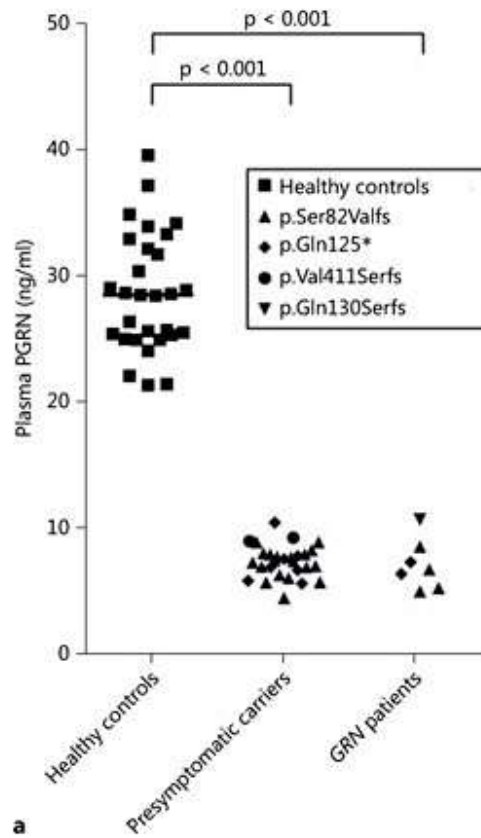 50
p < 0.001
p < 0.001
40
Healthy controls
p.Ser82Valfs
p.Gln125*
p.Val411Serfs
p.Gln130Serfs
30
20
10
0
Plasma PGRN (ng/ml)
Healthy controls
Presymptomatic carriers
GRN patients
a